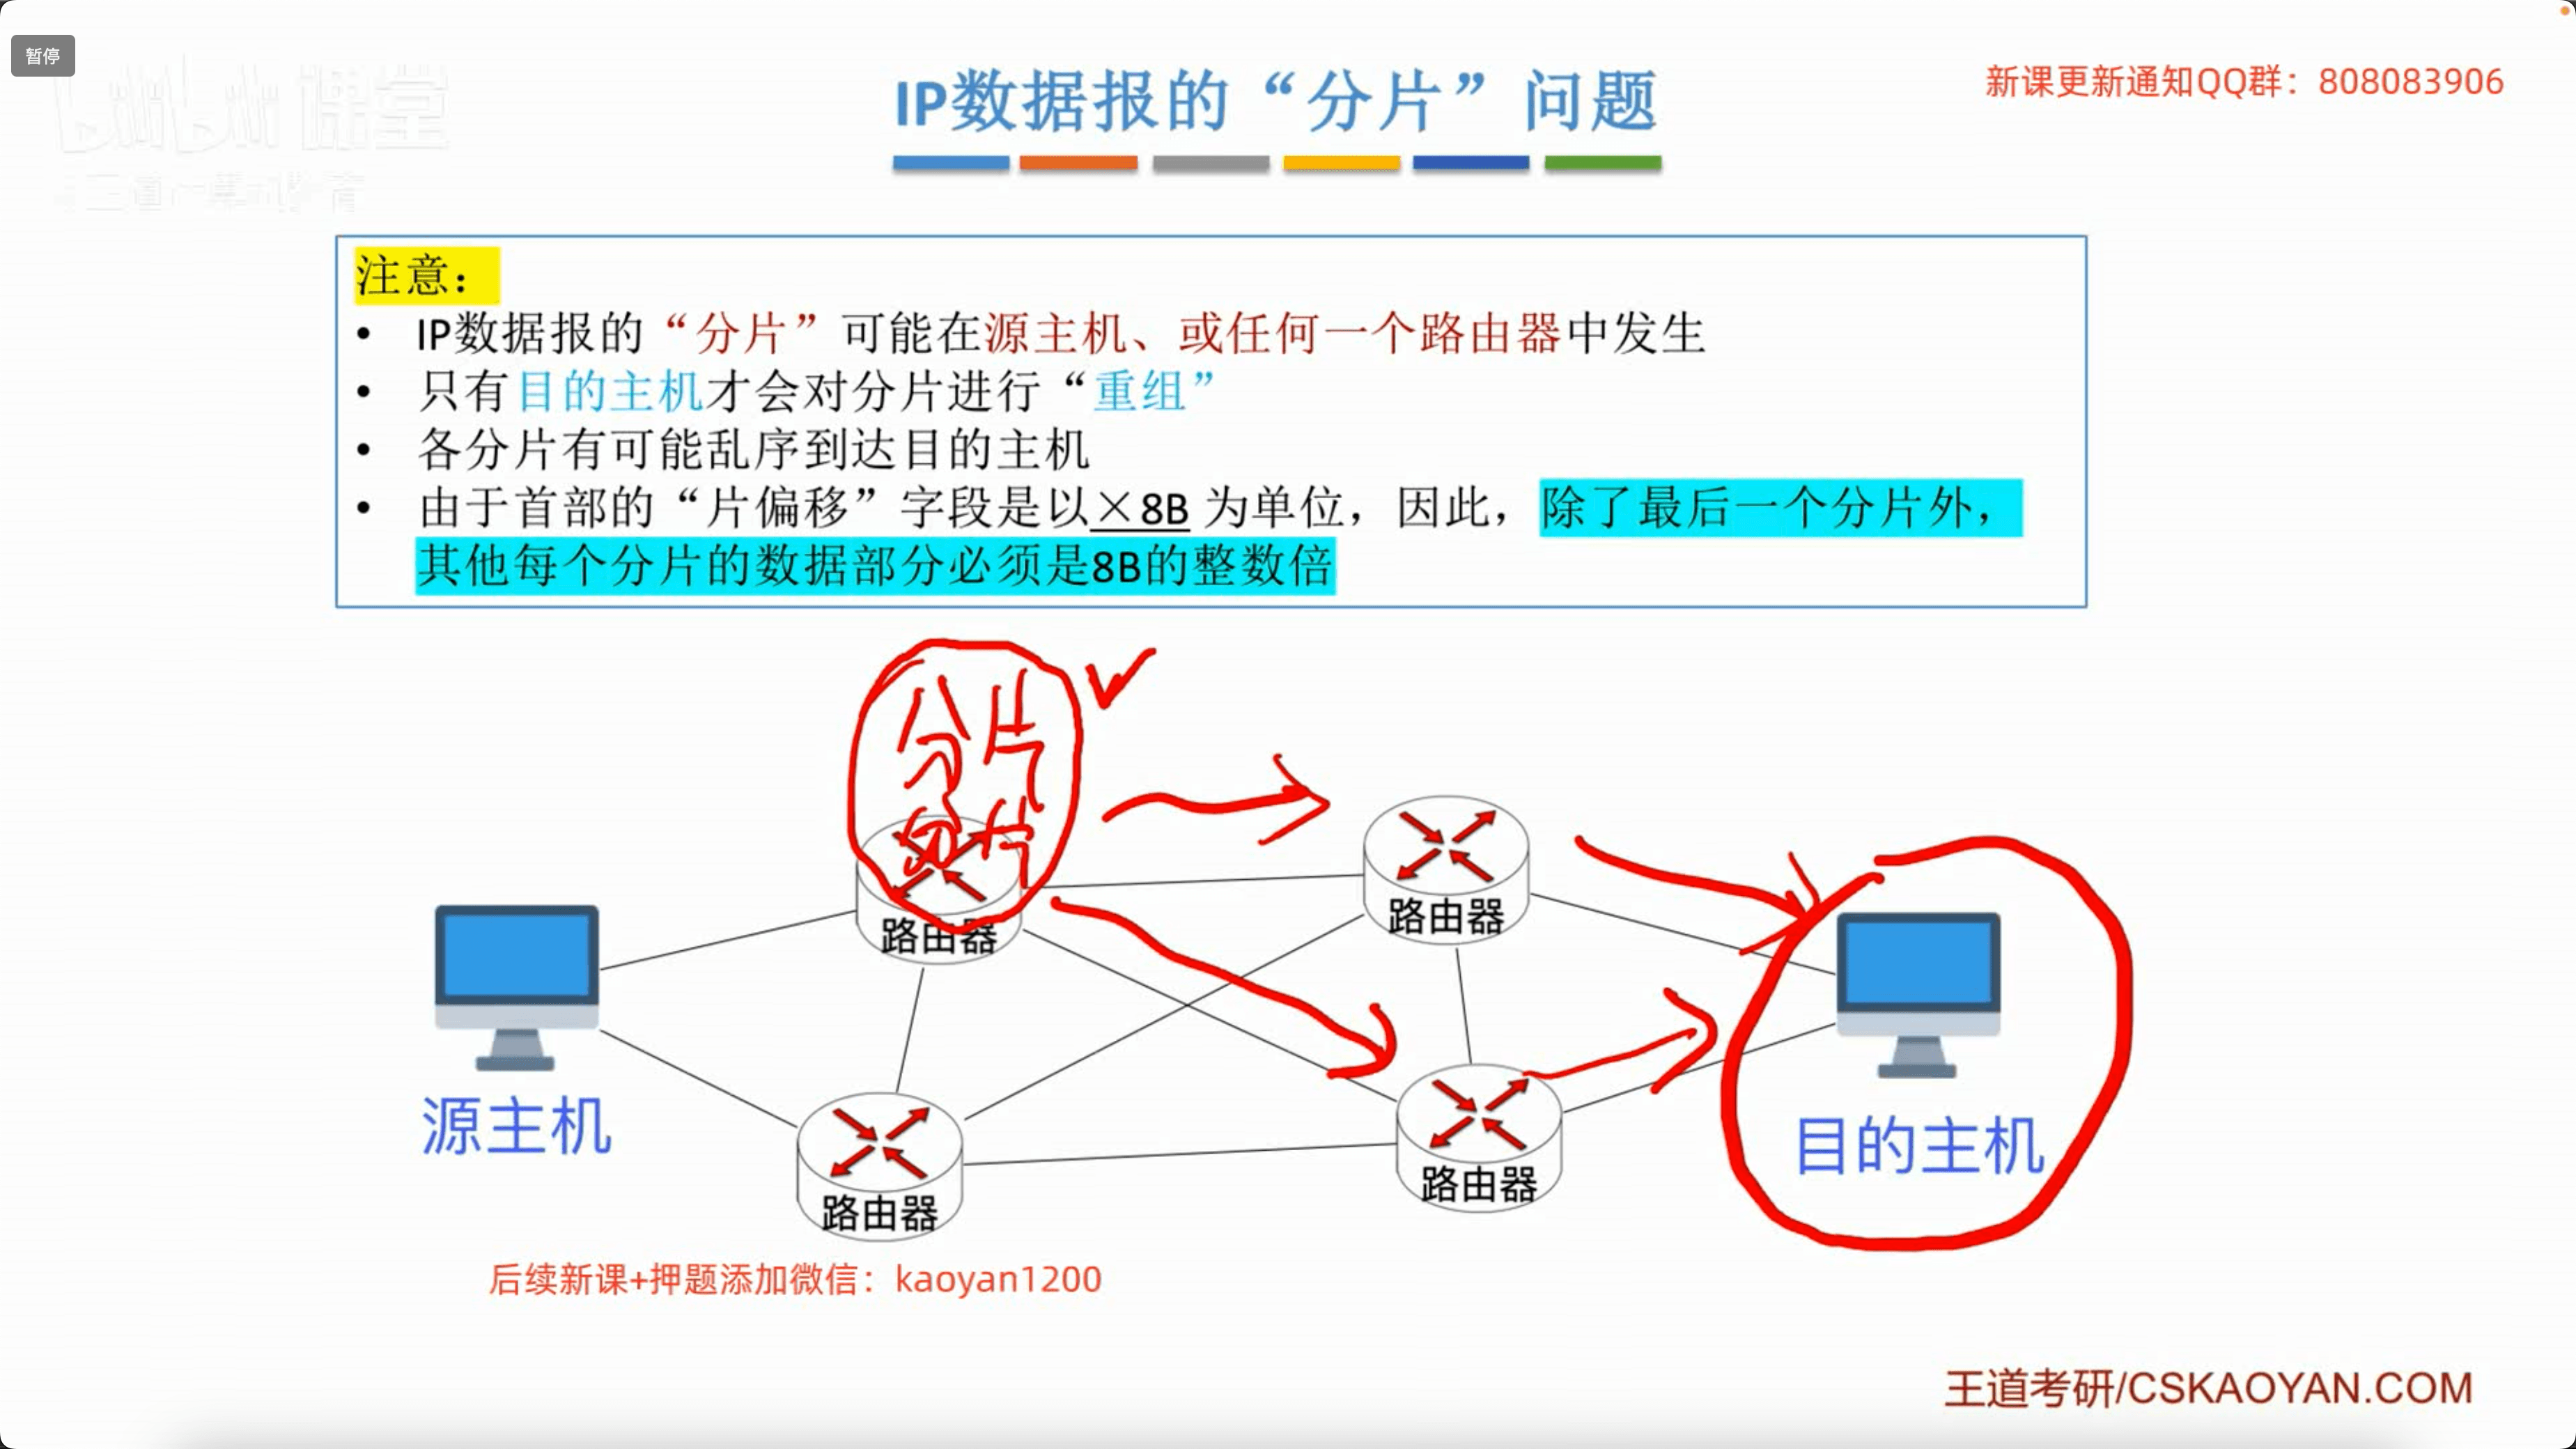 暂停
bilibili 课堂
IP数据报的“分片”问题
新课更新通知QQ群：808083906
注意：
• IP数据报的“分片”可能在源主机、或任何一个路由器中发生
• 只有目的主机才会对分片进行“重组”
• 各分片有可能乱序到达目的主机
• 由于首部的“片偏移”字段是以×8B 为单位，因此，除了最后一个分片外，
其他每个分片的数据部分必须是8B的整数倍
分片
路由器
路由器
源主机
目的主机
路由器
路由器
后续新课+押题添加微信：kaoyan1200
王道考研/CSKAOYAN.COM